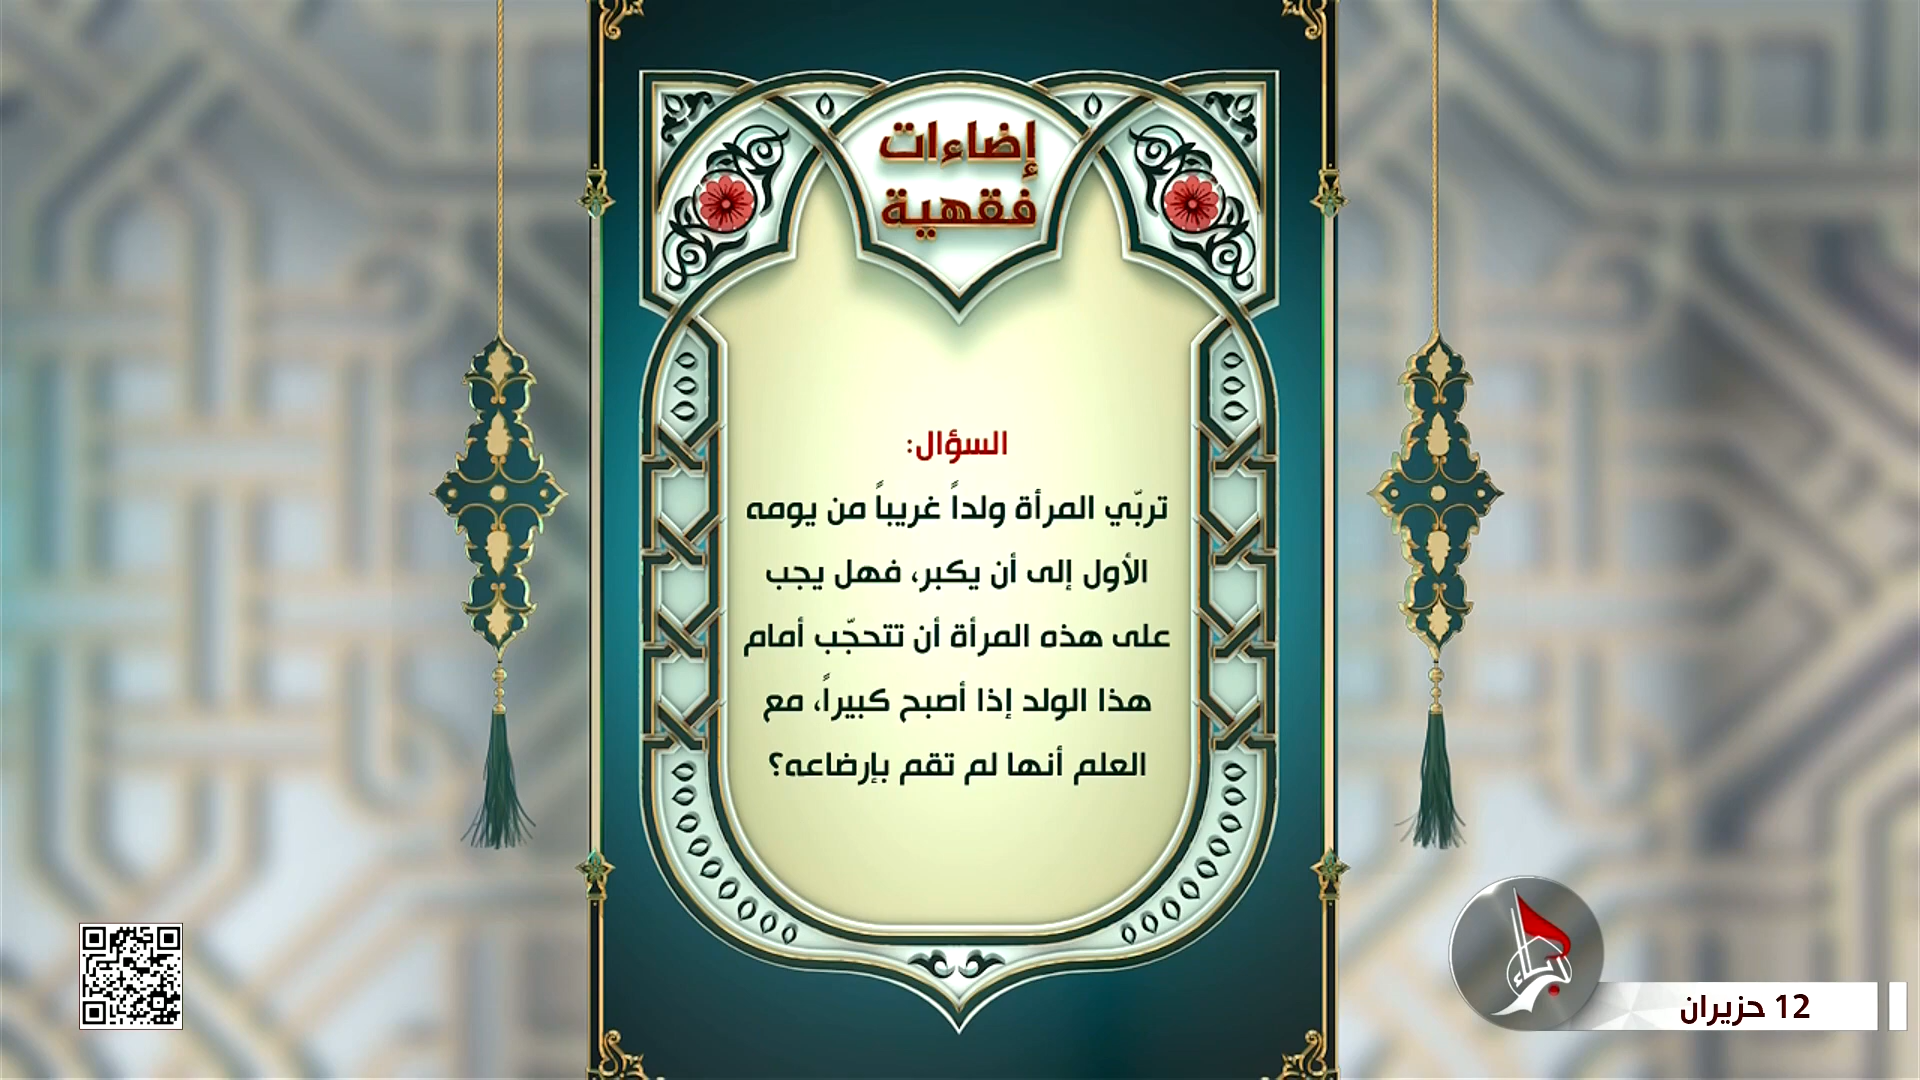 إضاءات
فقهية
السؤال:
تربّي المرأة ولداً غريباً من يومه
الأول إلى أن يكبر، فهل يجب
على هذه المرأة أن تتحجّب أمام
هذا الولد إذا أصبح كبيراً، مع
العلم أنها لم تقم بإرضاعه؟
كربلاء
12 حزيران